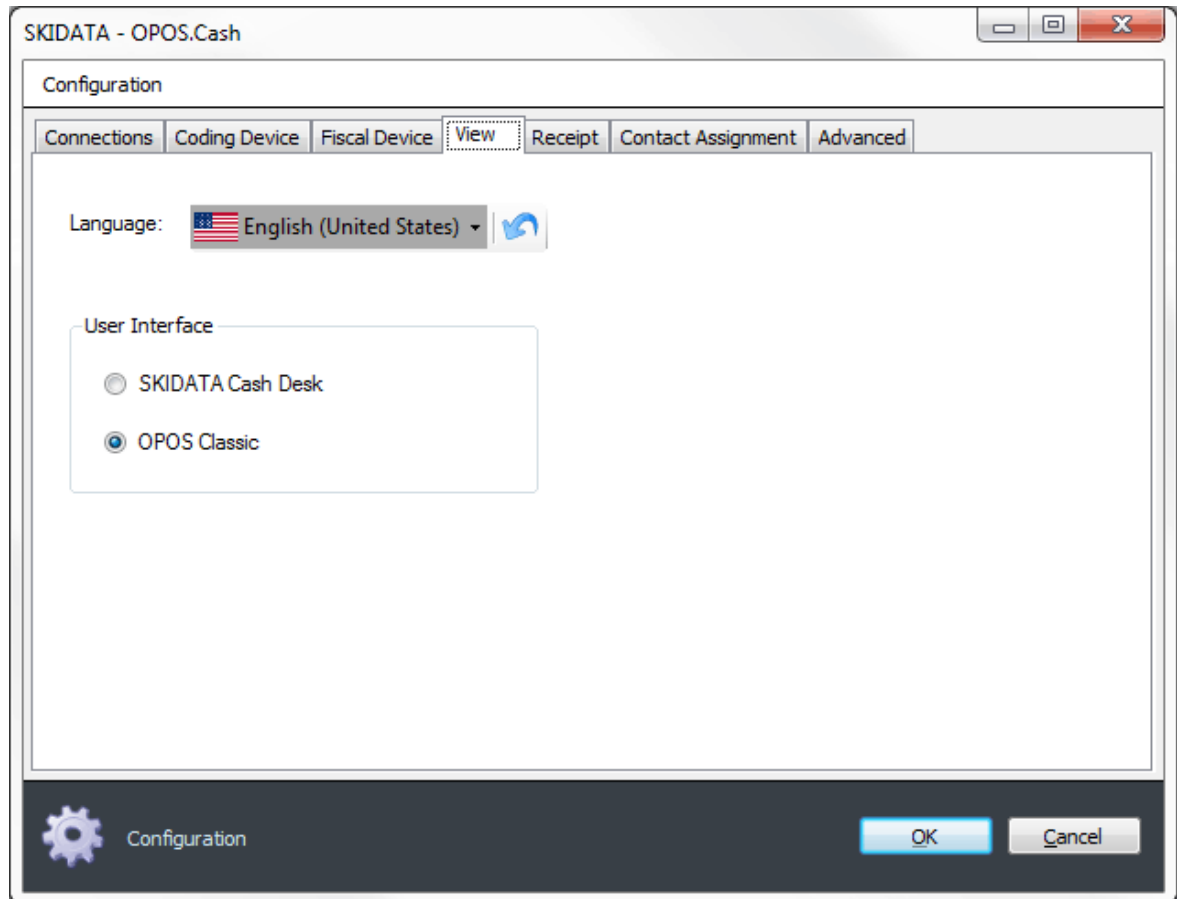 SKIDATA - OPOS.Cash
Configuration
Connections Coding Device Fiscal Device View Receipt Contact Assignment Advanced
Language: English (United States)
User Interface
SKIDATA Cash Desk
OPOS Classic
Configuration OK Cancel